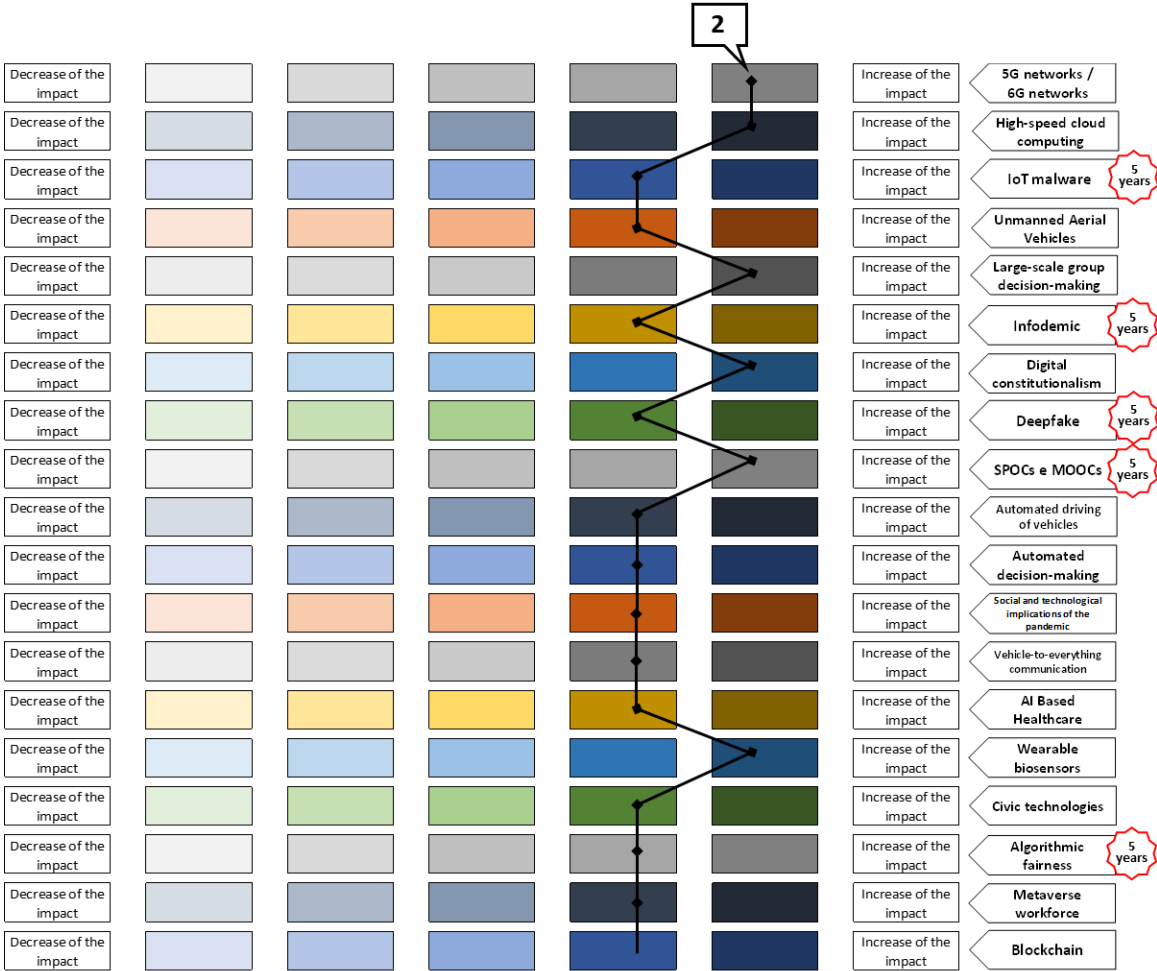 2
Decrease of the
impact
Increase of the
impact
5G networks /
6G networks
Decrease of the
impact
Increase of the
impact
High-speed cloud
computing
Decrease of the
impact
Increase of the
impact
IoT malware
5
years
Decrease of the
impact
Increase of the
impact
Unmanned Aerial
Vehicles
Decrease of the
impact
Increase of the
impact
Large-scale group
decision-making
Decrease of the
impact
Increase of the
impact
Infodemic
5
years
Decrease of the
impact
Increase of the
impact
Digital
constitutionalism
Decrease of the
impact
Increase of the
impact
Deepfake
5
years
Decrease of the
impact
Increase of the
impact
SPOCs e MOOCs
5
years
Decrease of the
impact
Increase of the
impact
Automated driving
of vehicles
Decrease of the
impact
Increase of the
impact
Automated
decision-making
Decrease of the
impact
Increase of the
impact
Social and technological
implications of the
pandemic
Decrease of the
impact
Increase of the
impact
Vehicle-to-everything
communication
Decrease of the
impact
Increase of the
impact
AI Based
Healthcare
Decrease of the
impact
Increase of the
impact
Wearable
biosensors
Decrease of the
impact
Increase of the
impact
Civic technologies
Decrease of the
impact
Increase of the
impact
Algorithmic
fairness
5
years
Decrease of the
impact
Increase of the
impact
Metaverse
workforce
Decrease of the
impact
Increase of the
impact
Blockchain